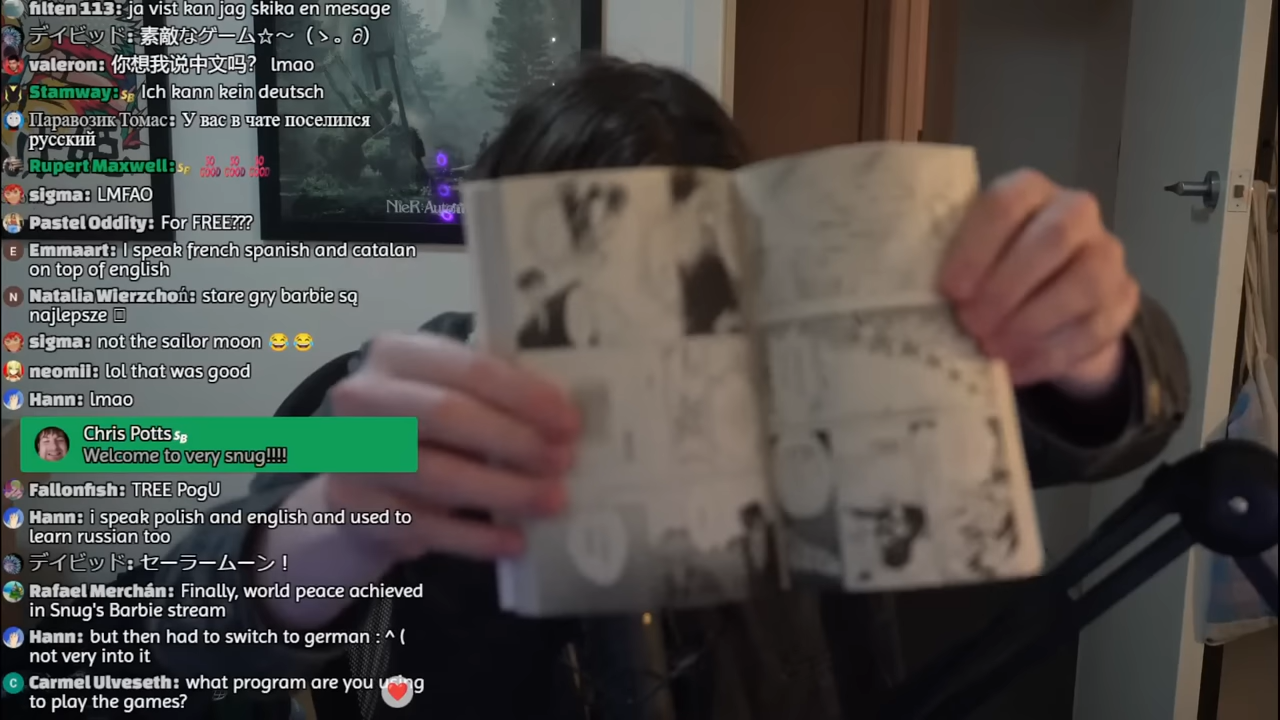 filten 113: ja vist kan jag skika en mesage
デイビッド: 素敵なゲーム☆〜（ゝ。∂）
valeron: 你想我说中文吗? lmao
Stamway: Ich kann kein deutsch
Паравозик Томас: У вас в чате поселился
русский
Rupert Maxwell:
sigma: LMFAO
Pastel Oddity: For FREE???
Emmaart: I speak french spanish and catalan
on top of english
Natalia Wierzchoń: stare gry barbie są
najlepsze
sigma: not the sailor moon 😂 😂
neomii: lol that was good
Hann: lmao
Chris Potts
Welcome to very snug!!!!
Fallonfish: TREE PogU
Hann: i speak polish and english and used to
learn russian too
デイビッド: セーラームーン！
Rafael Merchán: Finally, world peace achieved
in Snug's Barbie stream
Hann: but then had to switch to german : ^ (
not very into it
Carmel Ulveseth: what program are you using
to play the games?
NieR:Autom